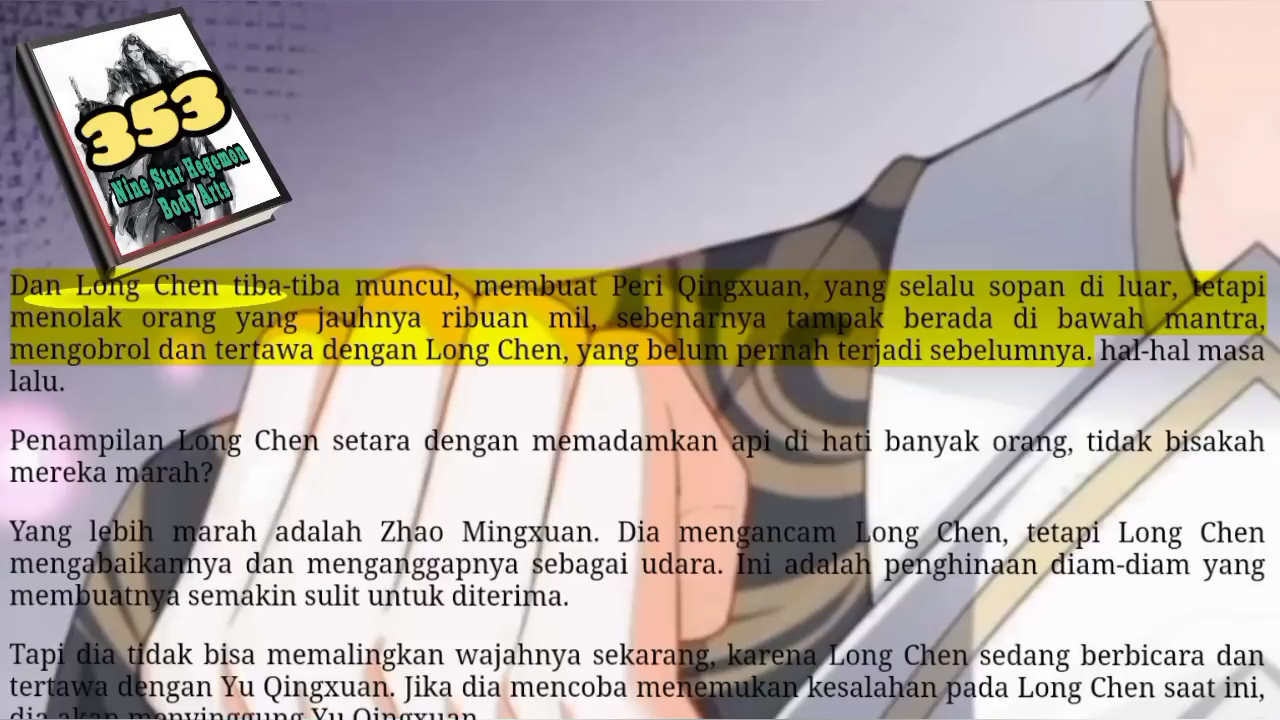 353
Nine Star Hegemon
Body Arts
Dan Long Chen tiba-tiba muncul, membuat Peri Qingxuan, yang selalu sopan di luar, tetapi
menolak orang yang jauhnya ribuan mil, sebenarnya tampak berada di bawah mantra,
mengobrol dan tertawa dengan Long Chen, yang belum pernah terjadi sebelumnya. hal-hal masa
lalu.
Penampilan Long Chen setara dengan memadamkan api di hati banyak orang, tidak bisakah
mereka marah?
Yang lebih marah adalah Zhao Mingxuan. Dia mengancam Long Chen, tetapi Long Chen
mengabaikannya dan menganggapnya sebagai udara. Ini adalah penghinaan diam-diam yang
membuatnya semakin sulit untuk diterima.
Tapi dia tidak bisa memalingkan wajahnya sekarang, karena Long Chen sedang berbicara dan
tertawa dengan Yu Qingxuan. Jika dia mencoba menemukan kesalahan pada Long Chen saat ini,
dia akan menyinggung Yu Qingxuan.